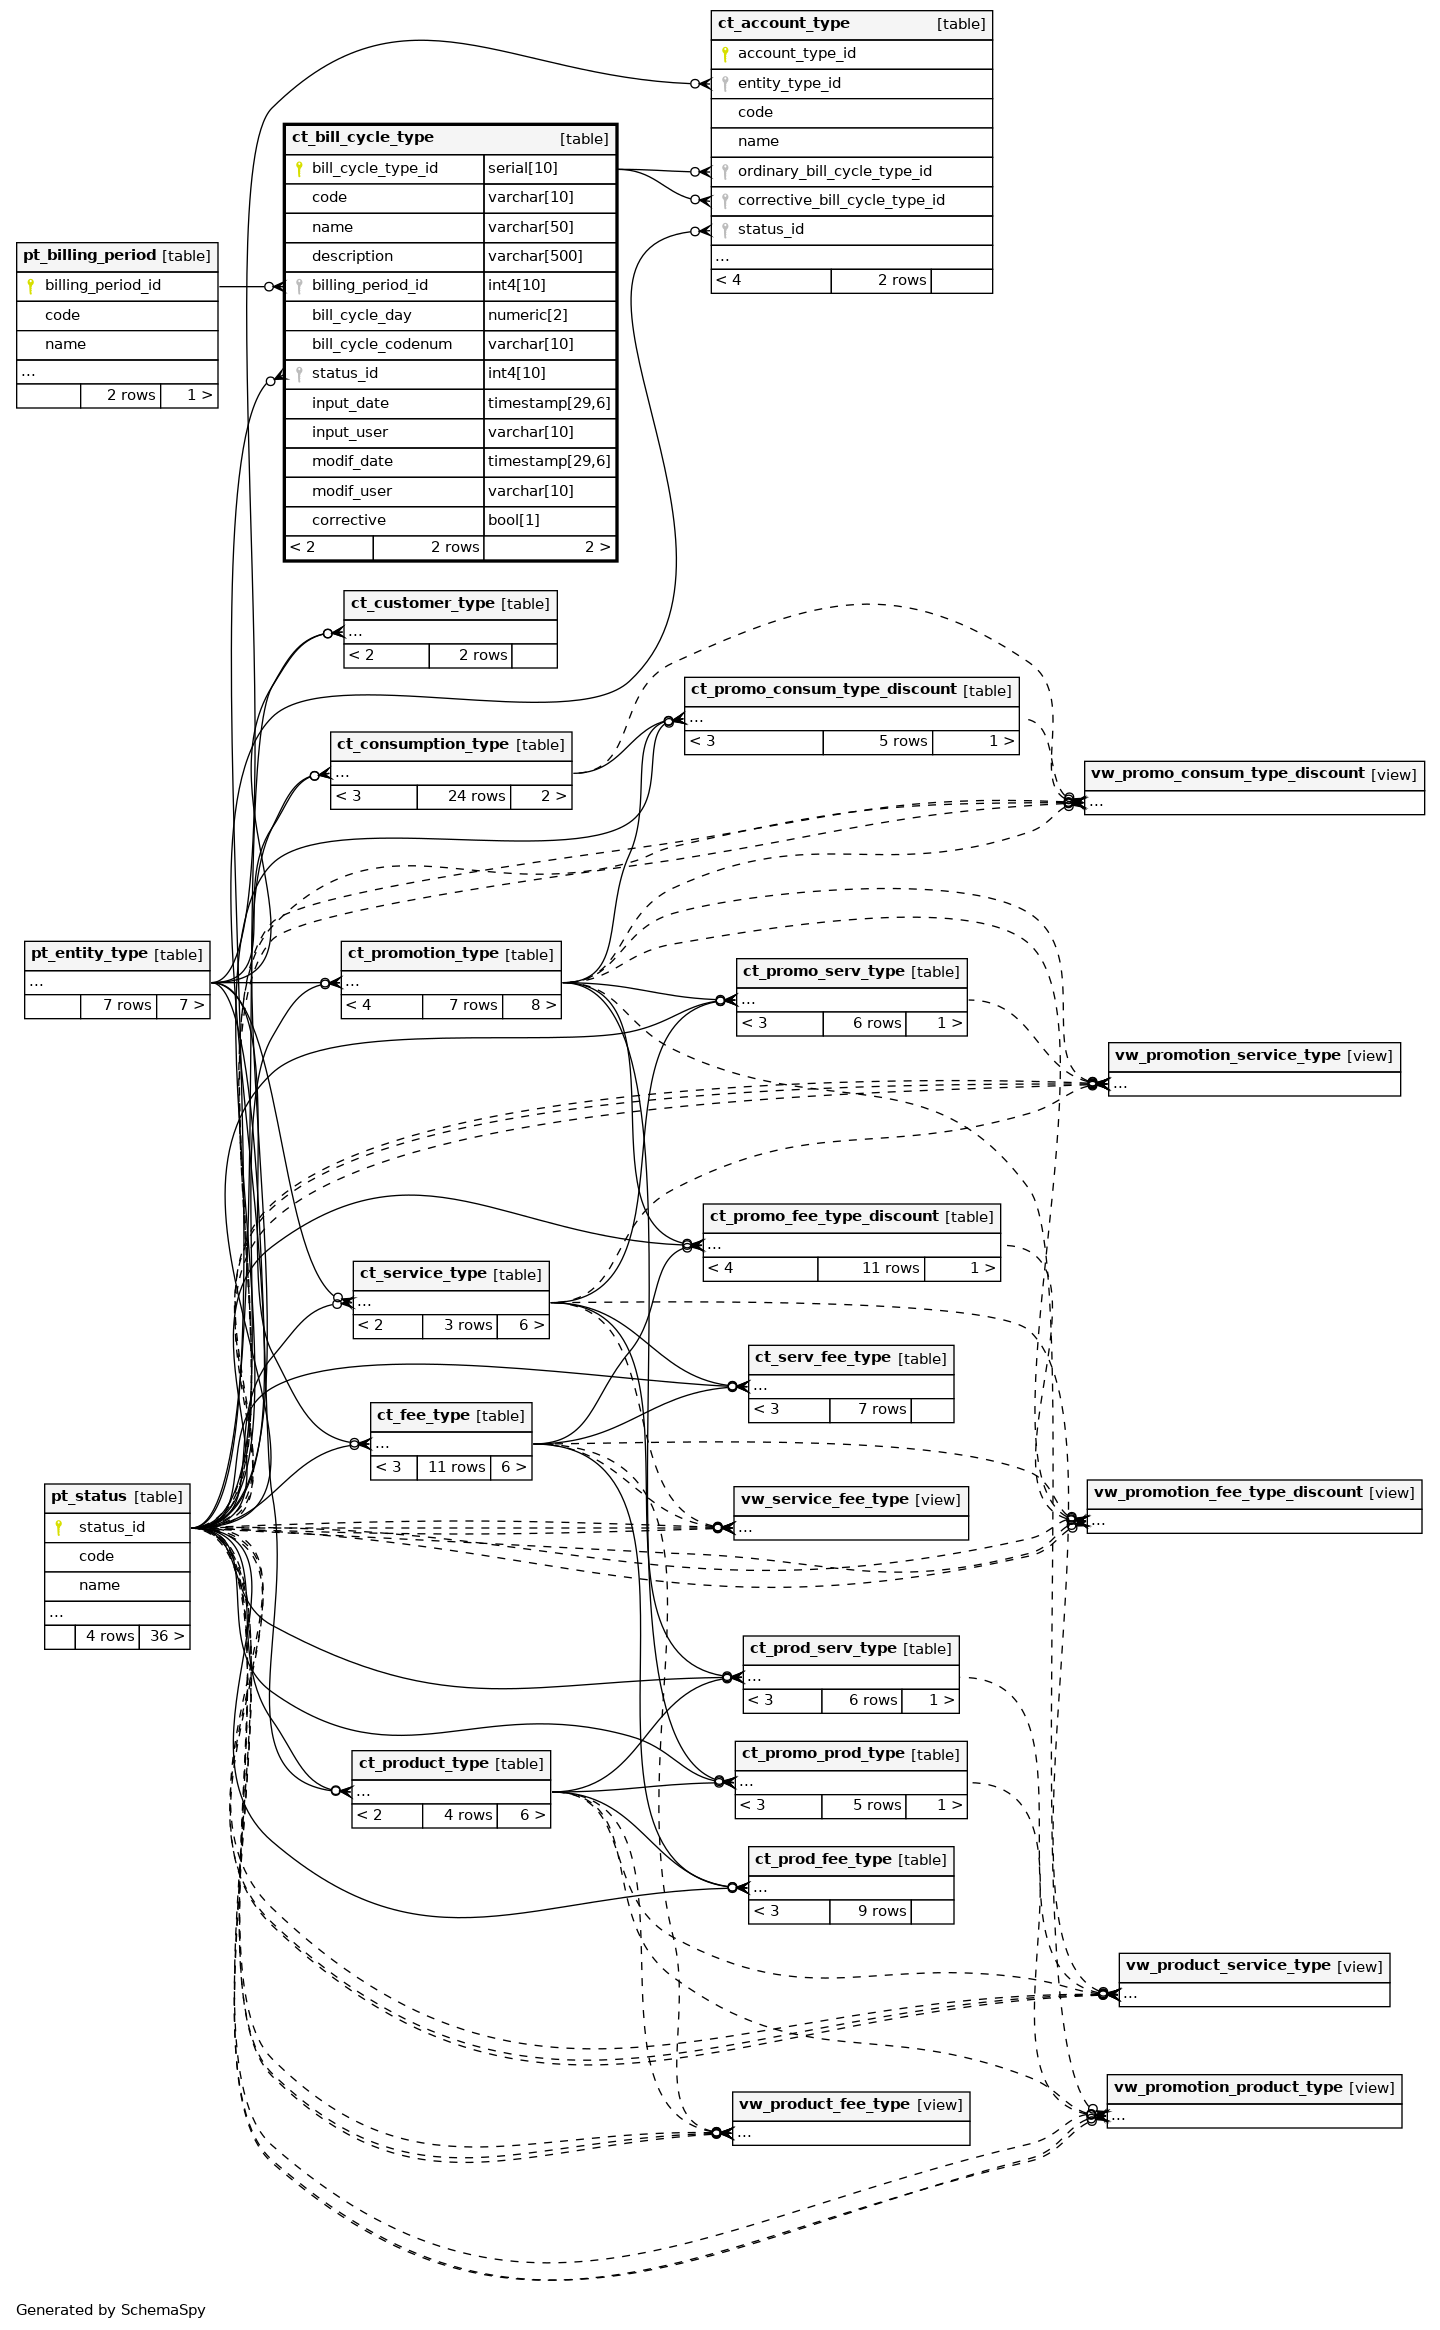 ct_account_type [table]
account_type_id
entity_type_id
code
name
ordinary_bill_cycle_type_id
corrective_bill_cycle_type_id
status_id
...
< 4 2 rows
ct_bill_cycle_type [table]
bill_cycle_type_id serial[10]
code varchar[10]
name varchar[50]
description varchar[500]
billing_period_id int4[10]
bill_cycle_day numeric[2]
bill_cycle_codenum varchar[10]
status_id int4[10]
input_date timestamp[29,6]
input_user varchar[10]
modif_date timestamp[29,6]
modif_user varchar[10]
corrective bool[1]
< 2 2 rows 2 >
pt_billing_period [table]
billing_period_id
code
name
...
2 rows 1 >
ct_customer_type [table]
...
< 2 2 rows
ct_promo_consum_type_discount [table]
...
< 3 5 rows 1 >
ct_consumption_type [table]
...
< 3 24 rows 2 >
vw_promo_consum_type_discount [view]
...
pt_entity_type [table]
...
7 rows 7 >
ct_promotion_type [table]
...
< 4 7 rows 8 >
ct_promo_serv_type [table]
...
< 3 6 rows 1 >
vw_promotion_service_type [view]
...
ct_promo_fee_type_discount [table]
...
< 4 11 rows 1 >
ct_service_type [table]
...
< 2 3 rows 6 >
ct_serv_fee_type [table]
...
< 3 7 rows
ct_fee_type [table]
...
< 3 11 rows 6 >
pt_status [table]
status_id
code
name
...
4 rows 36 >
vw_service_fee_type [view]
...
vw_promotion_fee_type_discount [view]
...
ct_prod_serv_type [table]
...
< 3 6 rows 1 >
ct_promo_prod_type [table]
...
< 3 5 rows 1 >
ct_product_type [table]
...
< 2 4 rows 6 >
ct_prod_fee_type [table]
...
< 3 9 rows
vw_product_service_type [view]
...
vw_promotion_product_type [view]
...
vw_product_fee_type [view]
...
Generated by SchemaSpy